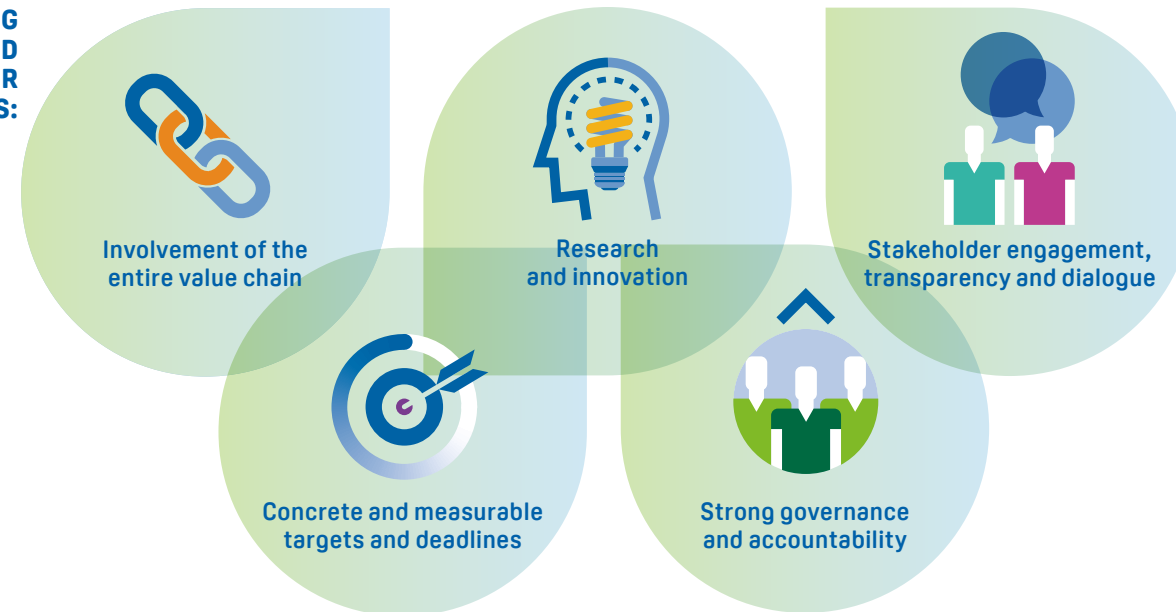 G
D
R
S:
Involvement of the
entire value chain
Research
and innovation
Stakeholder engagement,
transparency and dialogue
Concrete and measurable
targets and deadlines
Strong governance
and accountability